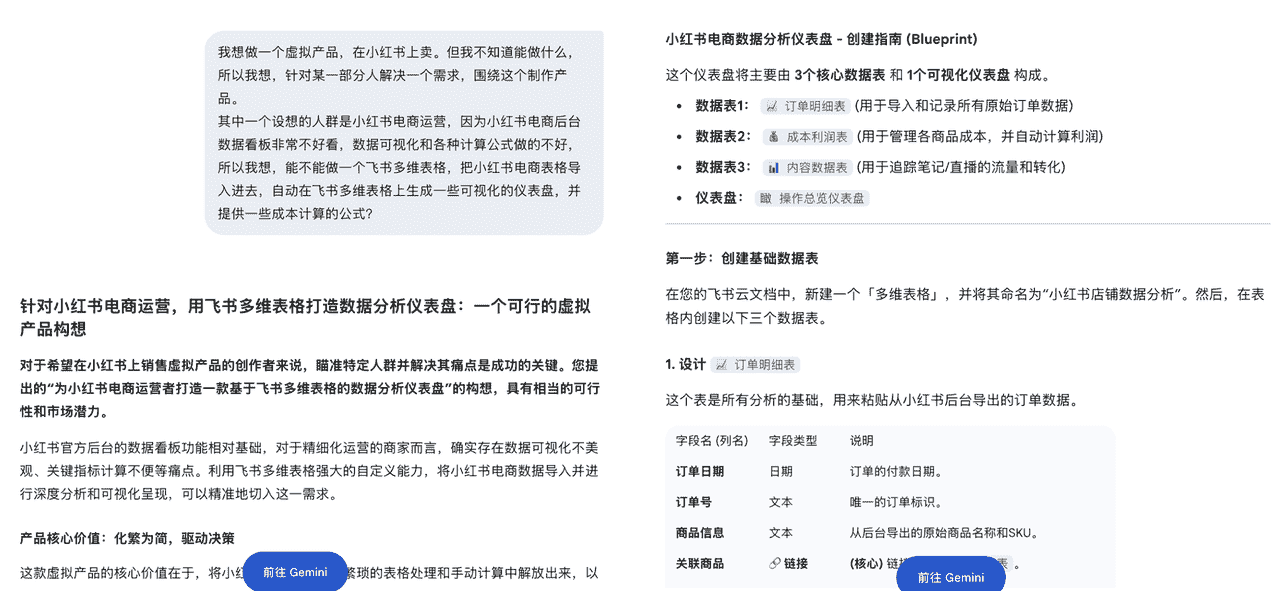 我想做一个虚拟产品，在小红书上卖。但我不知道能做什么，
所以我想，针对某一部分人解决一个需求，围绕这个制作产
品。
其中一个设想的人群是小红书电商运营，因为小红书电商后台
数据看板非常不好看，数据可视化和各种计算公式做的不好，
所以我想，能不能做一个飞书多维表格，把小红书电商表格导
入进去，自动在飞书多维表格上生成一些可视化的仪表盘，并
提供一些成本计算的公式？
针对小红书电商运营，用飞书多维表格打造数据分析仪表盘：一个可行的虚拟
产品构想
对于希望在小红书上销售虚拟产品的创作者来说，瞄准特定人群并解决其痛点是成功的关键。您提
出的“为小红书电商运营者打造一款基于飞书多维表格的数据分析仪表盘”的构想，具有相当的可行
性和市场潜力。
小红书官方后台的数据看板功能相对基础，对于精细化运营的商家而言，确实存在数据可视化不美
观、关键指标计算不便等痛点。利用飞书多维表格强大的自定义能力，将小红书电商数据导入并进
行深度分析和可视化呈现，可以精准地切入这一需求。
产品核心价值：化繁为简，驱动决策
这款虚拟产品的核心价值在于，将小红 繁琐的表格处理和手动计算中解放出来，以
前往 Gemini
小红书电商数据分析仪表盘 - 创建指南 (Blueprint)
这个仪表盘将主要由 3个核心数据表 和 1个可视化仪表盘 构成。
• 数据表1： 订单明细表 (用于导入和记录所有原始订单数据)
• 数据表2： 成本利润表 (用于管理各商品成本，并自动计算利润)
• 数据表3： 内容数据表 (用于追踪笔记/直播的流量和转化)
• 仪表盘： 瞰 操作总览仪表盘
第一步：创建基础数据表
在您的飞书云文档中，新建一个「多维表格」，并将其命名为“小红书店铺数据分析”。然后，在表
格内创建以下三个数据表。
1. 设计 订单明细表
这个表是所有分析的基础，用来粘贴从小红书后台导出的订单数据。
字段名 (列名) 字段类型 说明
订单日期 日期 订单的付款日期。
订单号 文本 唯一的订单标识。
商品信息 文本 从后台导出的原始商品名称和SKU。
关联商品 链接 (核心) 链 表 。
前往 Gemini